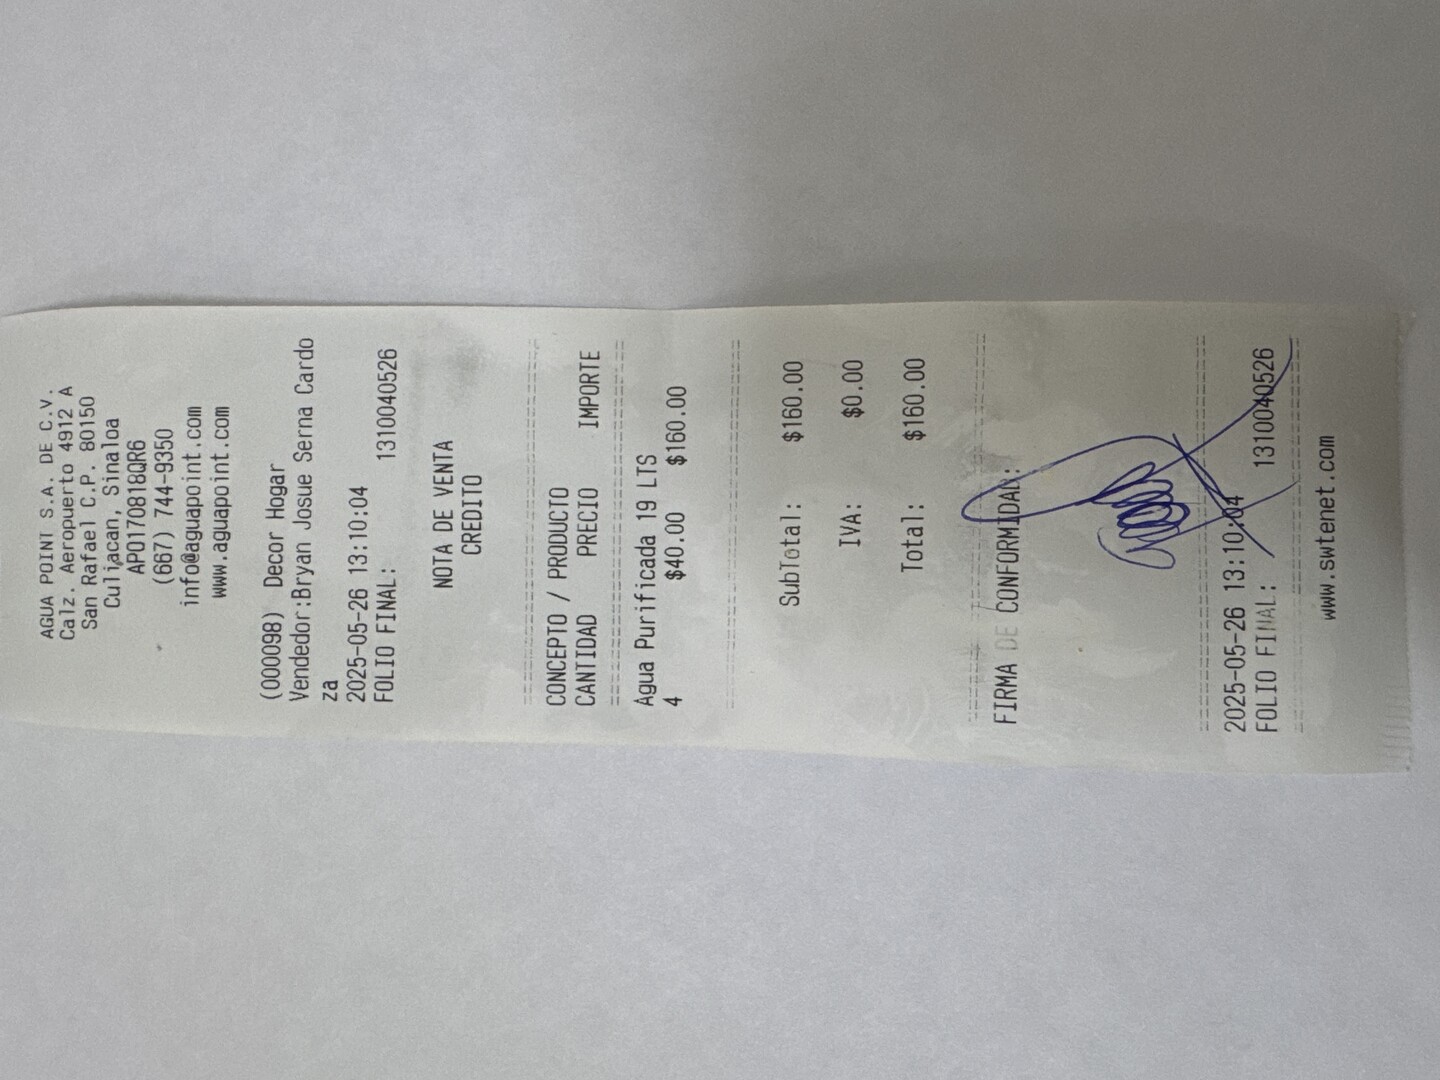 AGUA POINT S.A. DE C.V.
Calz. Aeropuerto 4912 A
San Rafael C.P. 80150
Culiacan, Sinaloa
APO170818QR6
(667) 744-9350
info@aguapoint.com
www.aguapoint.com
(000098) Decor Hogar
Vendedor:Bryan Josue Serna Cardo
za
2025-05-26 13:10:04
FOLIO FINAL: 1310040526
NOTA DE VENTA
CREDITO
CONCEPTO / PRODUCTO
CANTIDAD PRECIO IMPORTE
Agua Purificada 19 LTS
4 $40.00 $160.00
SubTotal: $160.00
IVA: $0.00
Total: $160.00
FIRMA DE CONFORMIDAD:
2025-05-26 13:10:04
FOLIO FINAL: 1310040526
www.swtenet.com